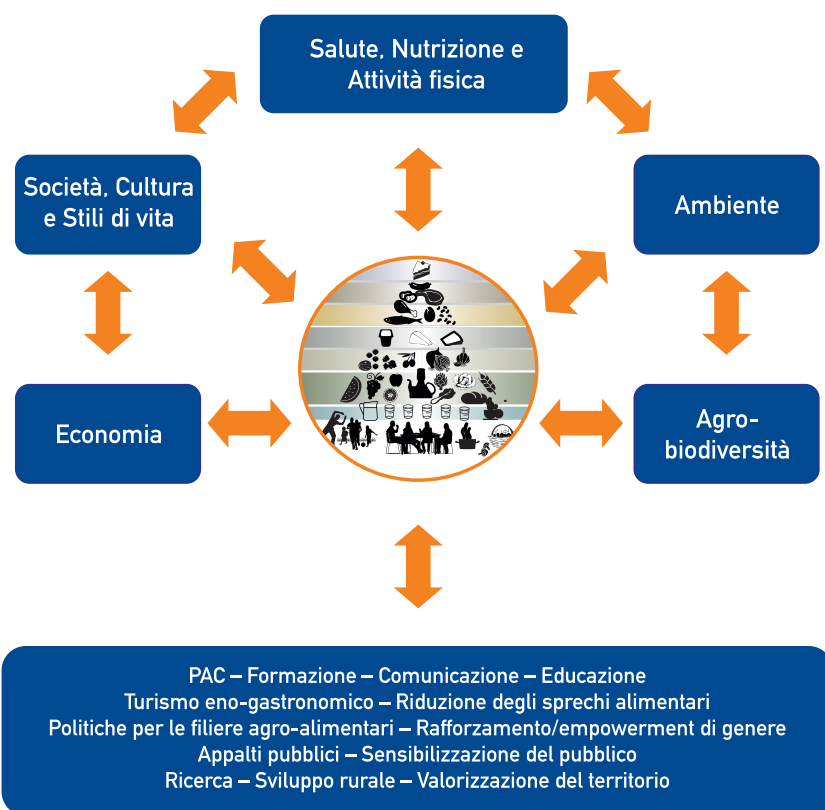 Salute, Nutrizione e
Attività fisica
Società, Cultura
e Stili di vita
Ambiente
Economia
Agro-
biodiversità
PAC – Formazione – Comunicazione – Educazione
Turismo eno-gastronomico – Riduzione degli sprechi alimentari
Politiche per le filiere agro-alimentari – Rafforzamento/empowerment di genere
Appalti pubblici – Sensibilizzazione del pubblico
Ricerca – Sviluppo rurale – Valorizzazione del territorio